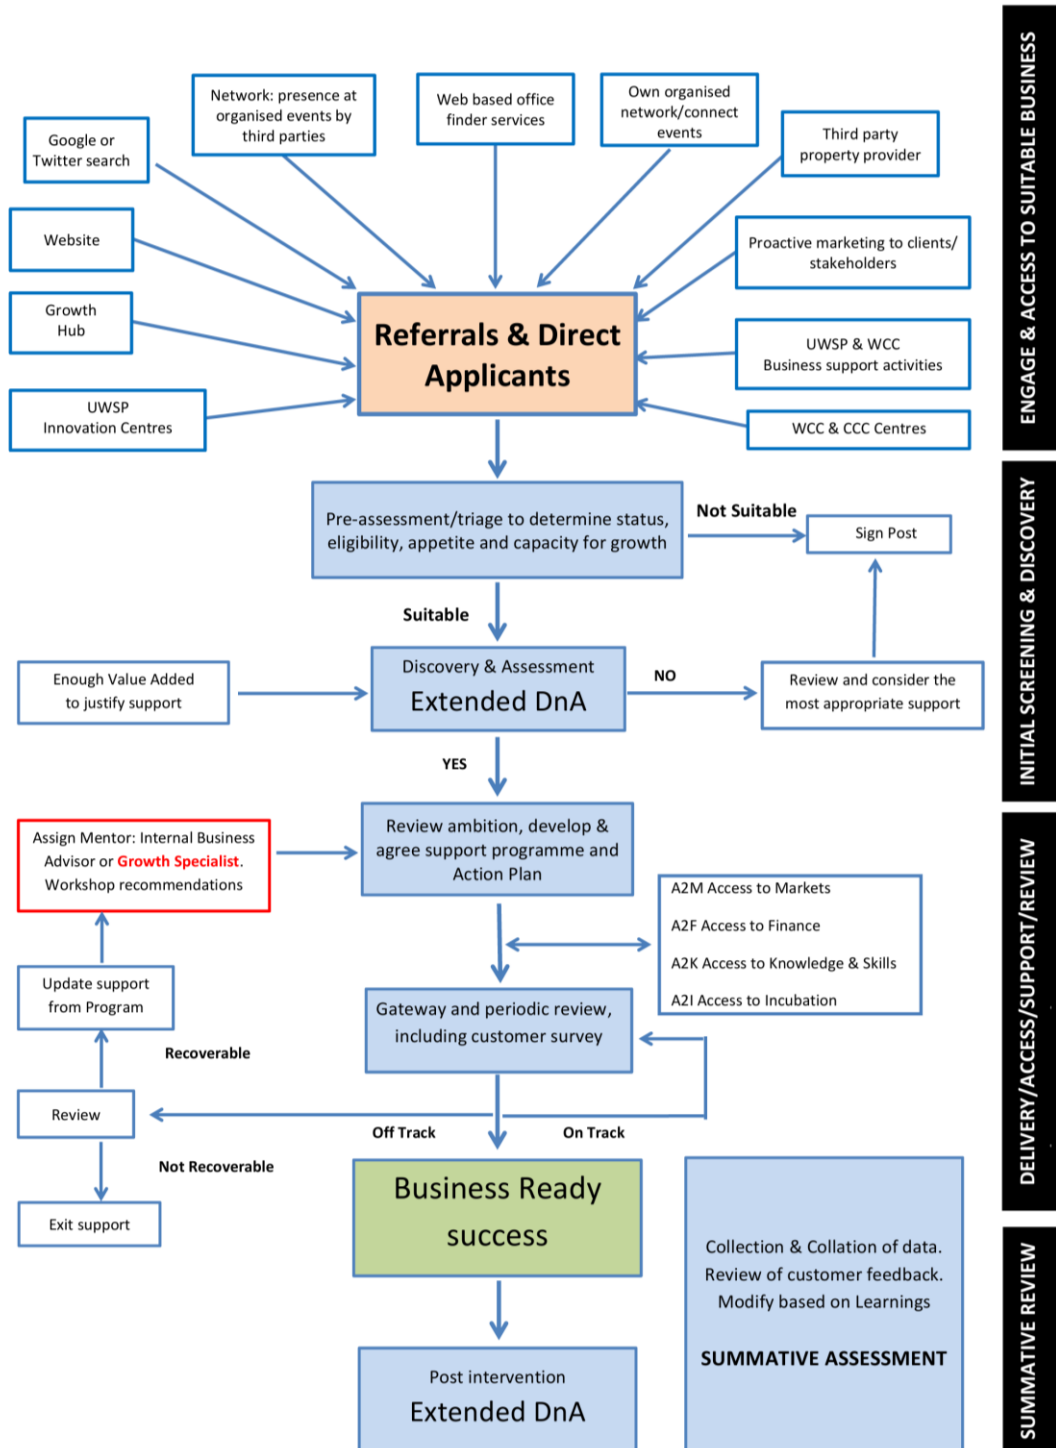 Network: presence at
organised events by
third parties
Web based office
finder services
Own organised
network/connect
events
Google or
Twitter search
Third party
property provider
Website
Proactive marketing to clients/
stakeholders
Growth
Hub
Referrals & Direct
Applicants
UWSP & WCC
Business support activities
UWSP
Innovation Centres
WCC & CCC Centres
ENGAGE & ACCESS TO SUITABLE BUSINESS
Pre-assessment/triage to determine status,
eligibility, appetite and capacity for growth
Not Suitable
Sign Post
Suitable
Enough Value Added
to justify support
Discovery & Assessment
Extended DnA
NO
Review and consider the
most appropriate support
YES
INITIAL SCREENING & DISCOVERY
Assign Mentor: Internal Business
Advisor or Growth Specialist.
Workshop recommendations
Review ambition, develop &
agree support programme and
Action Plan
A2M Access to Markets
A2F Access to Finance
A2K Access to Knowledge & Skills
A2I Access to Incubation
Update support
from Program
Gateway and periodic review,
including customer survey
Recoverable
Review
Off Track
On Track
Not Recoverable
Exit support
DELIVERY/ACCESS/SUPPORT/REVIEW
Business Ready
success
Collection & Collation of data.
Review of customer feedback.
Modify based on Learnings
SUMMATIVE ASSESSMENT
Post intervention
Extended DnA
SUMMATIVE REVIEW